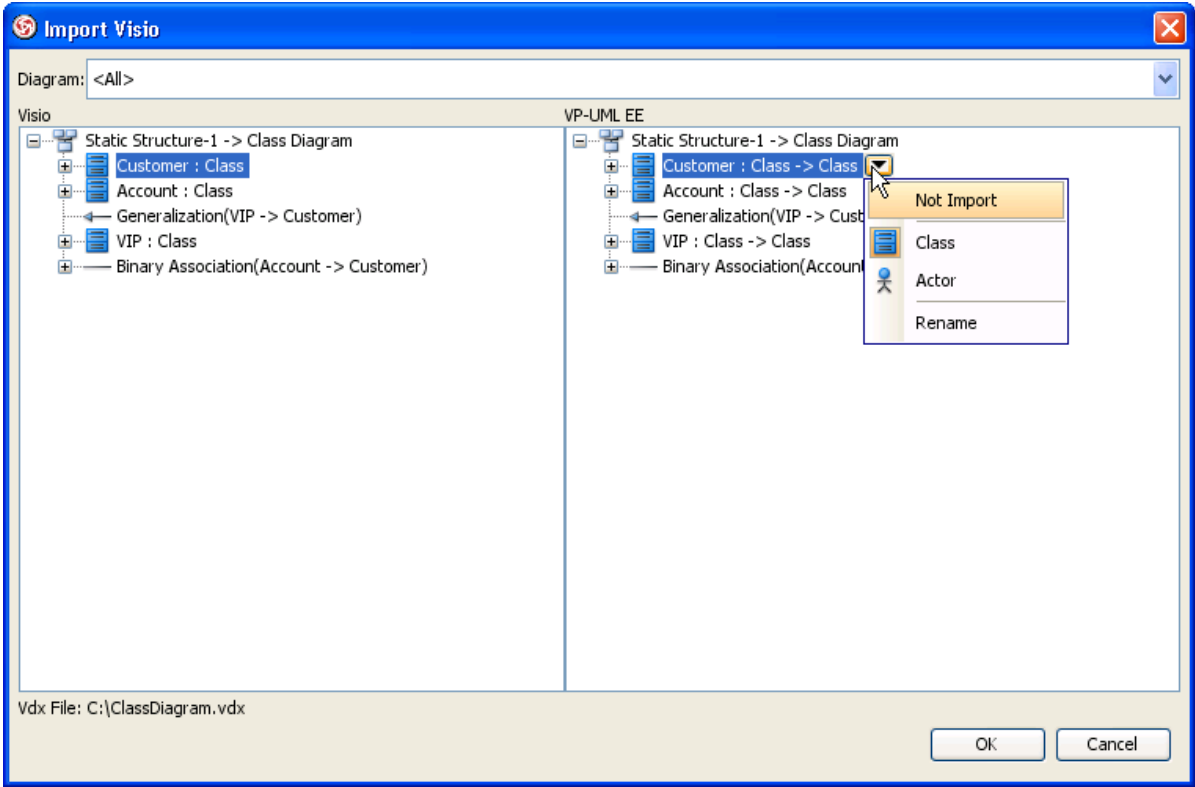 Import Visio
Diagram: <All>
Visio
VP-UML EE
Static Structure-1 -> Class Diagram
Customer : Class
Account : Class
Generalization(VIP -> Customer)
VIP : Class
Binary Association(Account -> Customer)
Static Structure-1 -> Class Diagram
Customer : Class -> Class
Account : Class -> Class
Generalization(VIP -> Cust
VIP : Class -> Class
Binary Association(Accoun
Not Import
Class
Actor
Rename
Vdx File: C:\ClassDiagram.vdx
OK
Cancel